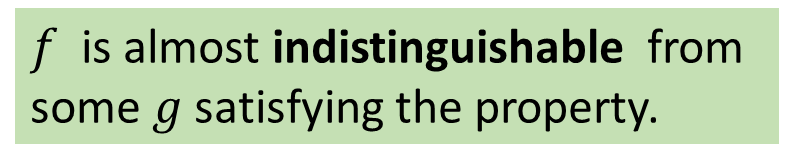 f is almost indistinguishable from
some g satisfying the property.